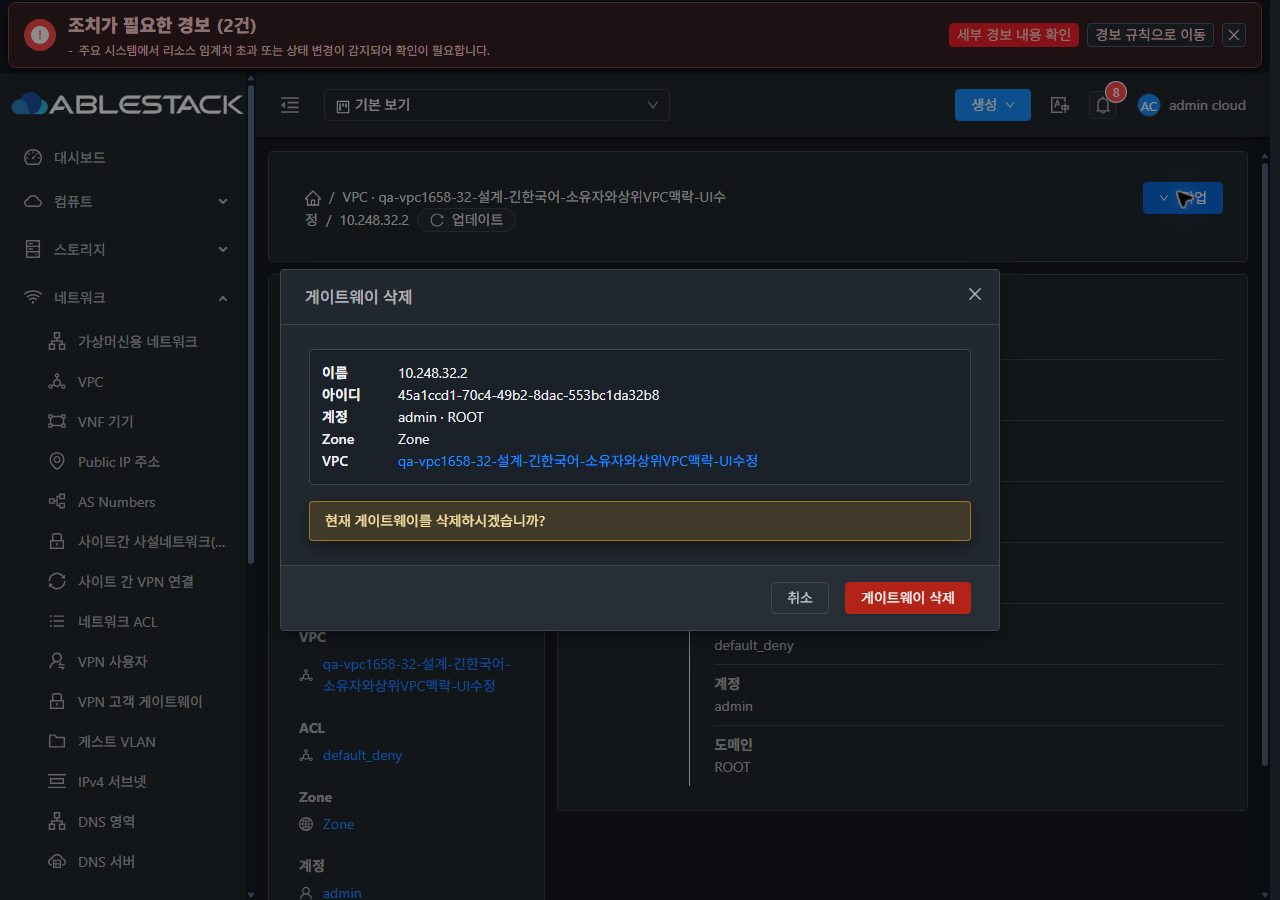 조치가 필요한 경보 (2건)
- 주요 시스템에서 리소스 임계치 초과 또는 상태 변경이 감지되어 확인이 필요합니다.
세부 경보 내용 확인
경보 규칙으로 이동
ABLESTACK
기본 보기
생성
8
AC
admin cloud
대시보드
컴퓨트
스토리지
네트워크
가상머신용 네트워크
VPC
VNF 기기
Public IP 주소
AS Numbers
사이트간 사설네트워크(...
사이트 간 VPN 연결
네트워크 ACL
VPN 사용자
VPN 고객 게이트웨이
게스트 VLAN
IPv4 서브넷
DNS 영역
DNS 서버
/ VPC · qa-vpc1658-32-설계-긴한국어-소유자와상위VPC맥락-UI수
정 / 10.248.32.2
업데이트
게이트웨이 삭제
이름 10.248.32.2
아이디 45a1ccd1-70c4-49b2-8dac-553bc1da32b8
계정 admin · ROOT
Zone Zone
VPC qa-vpc1658-32-설계-긴한국어-소유자와상위VPC맥락-UI수정
현재 게이트웨이를 삭제하시겠습니까?
취소
게이트웨이 삭제
VPC
qa-vpc1658-32-설계-긴한국어-
소유자와상위VPC맥락-UI수정
ACL
default_deny
Zone
Zone
계정
admin
default_deny
계정
admin
도메인
ROOT